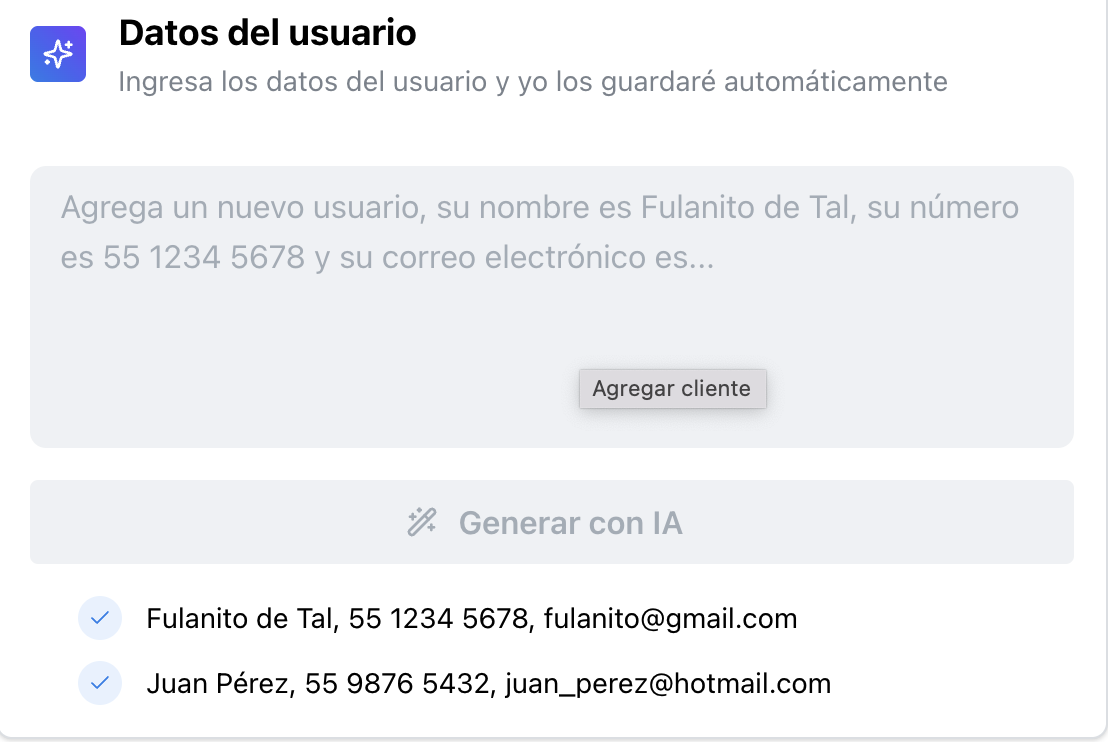 Datos del usuario
Ingresa los datos del usuario y yo los guardaré automáticamente
Agrega un nuevo usuario, su nombre es Fulanito de Tal, su número
es 55 1234 5678 y su correo electrónico es...
Agregar cliente
Generar con IA
Fulanito de Tal, 55 1234 5678, fulanito@gmail.com
Juan Pérez, 55 9876 5432, juan_perez@hotmail.com